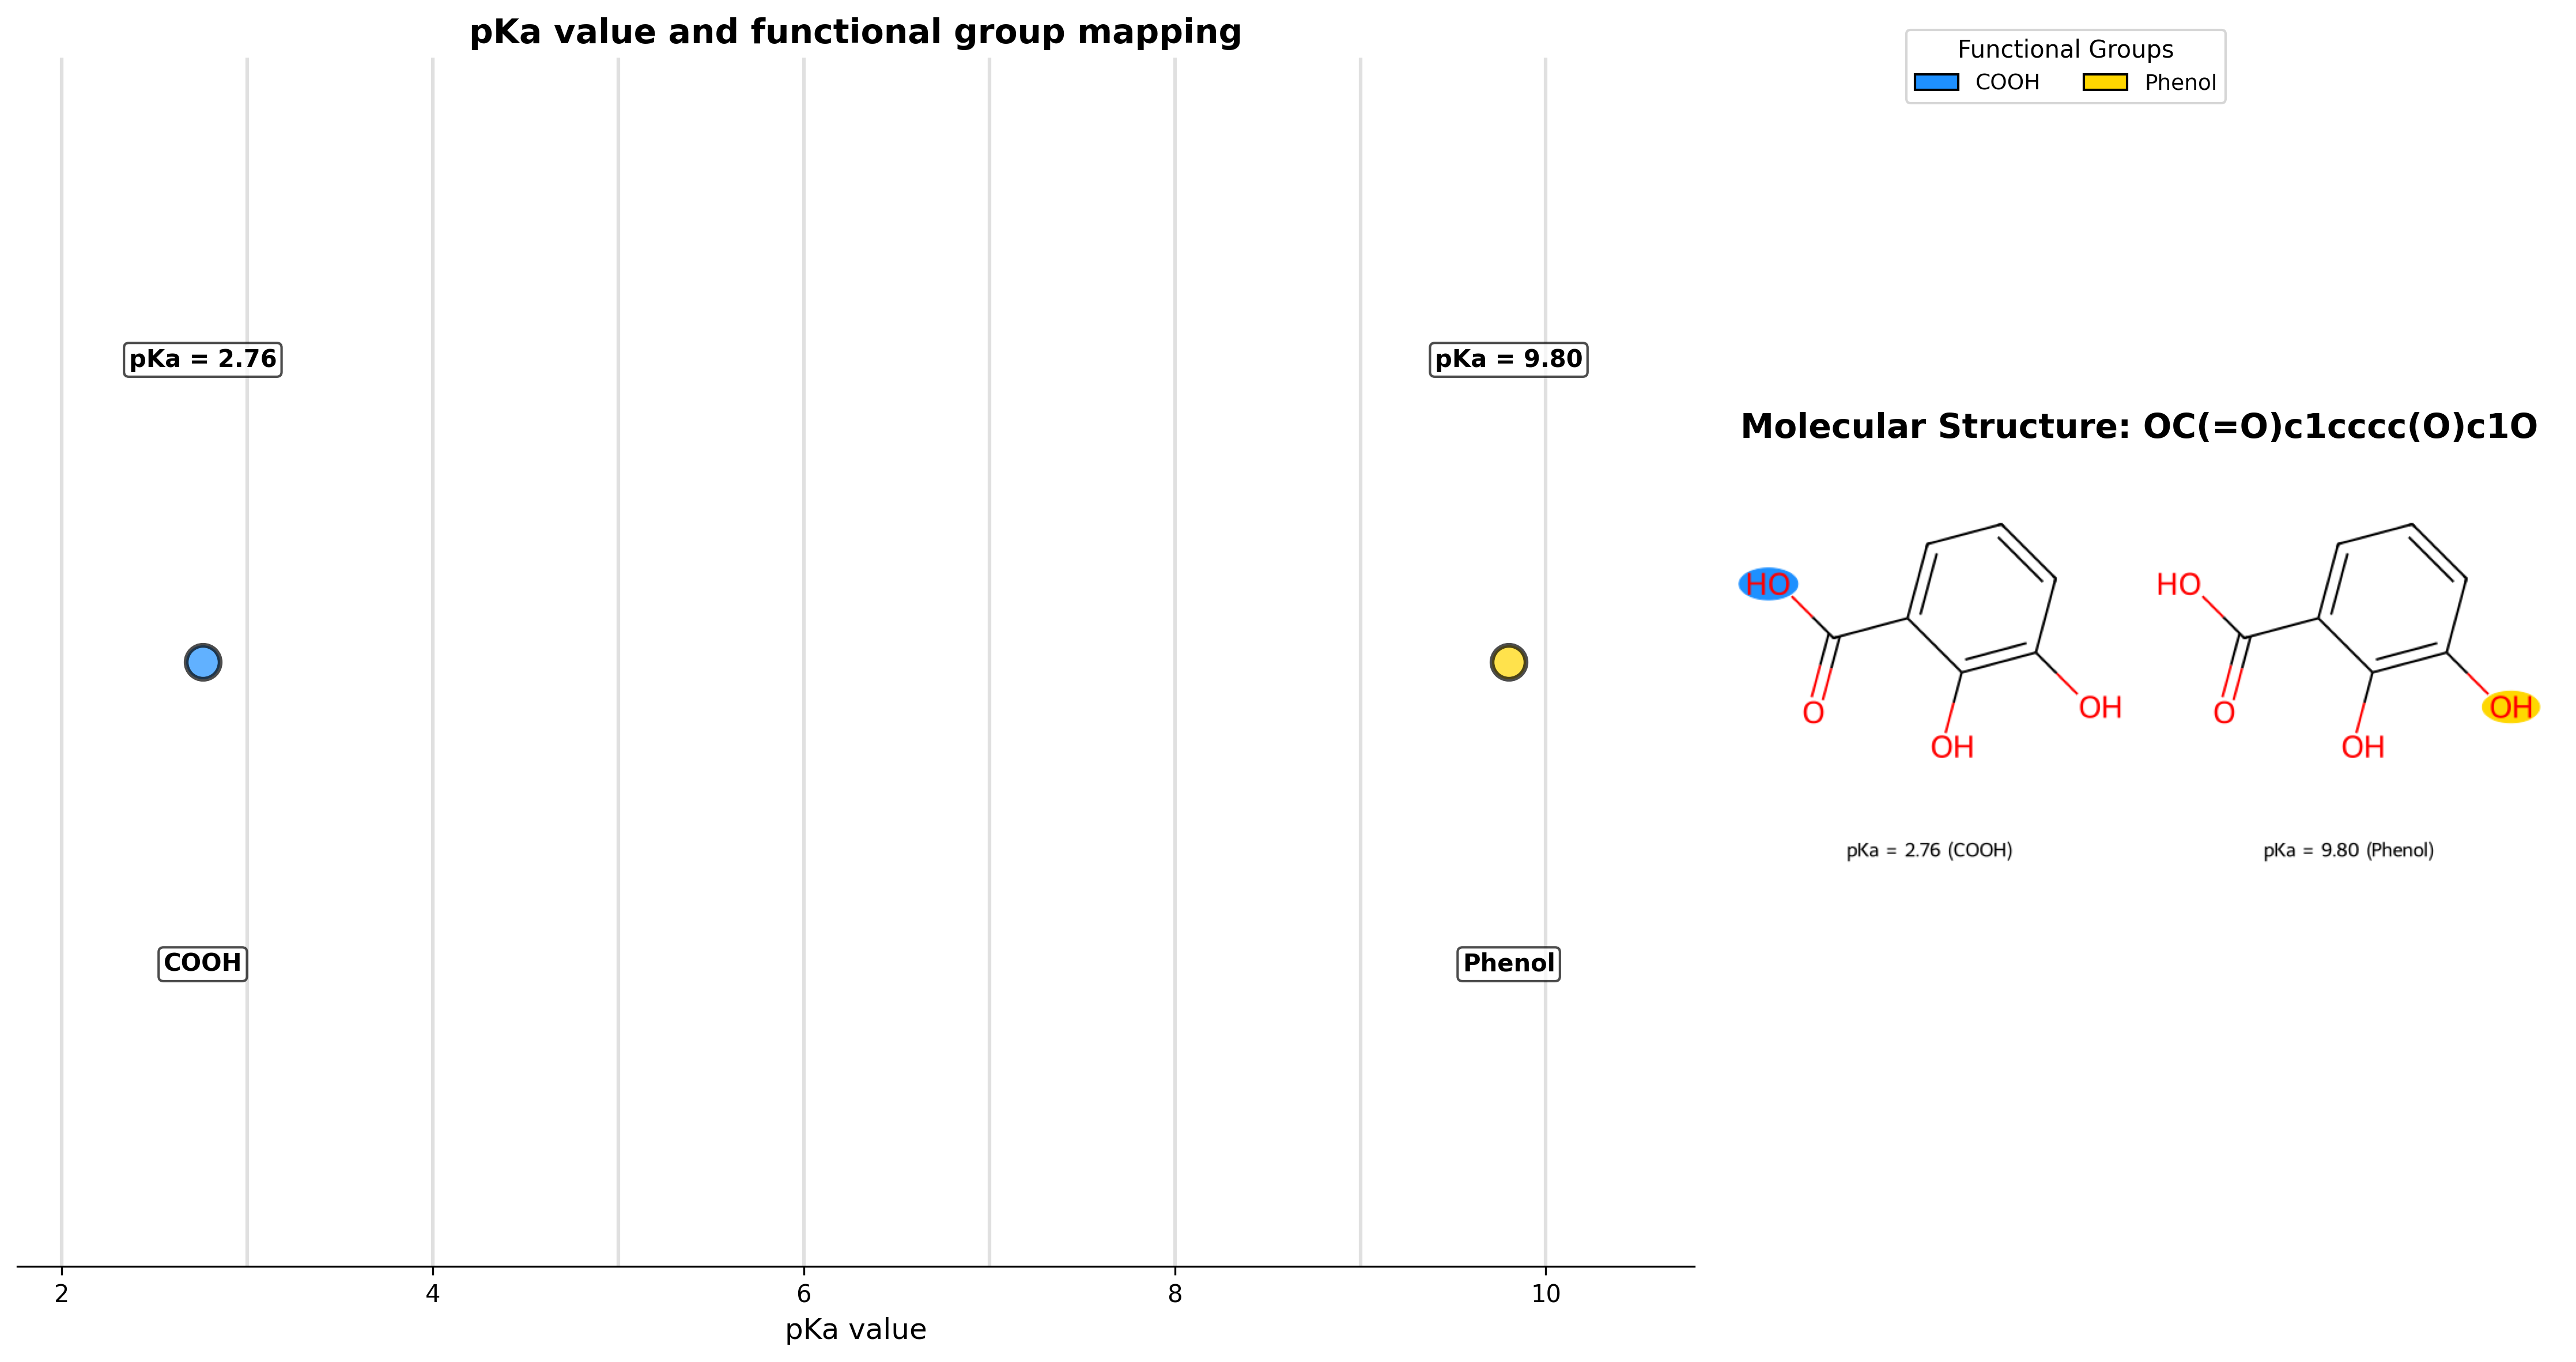 pKa value and functional group mapping
Functional Groups
COOH Phenol
pKa = 2.76
pKa = 9.80
COOH
Phenol
2 4 6 8 10
pKa value
Molecular Structure: OC(=O)c1cccc(O)c1O
HO
O
OH
OH
pKa = 2.76 (COOH)
HO
O
OH
OH
pKa = 9.80 (Phenol)